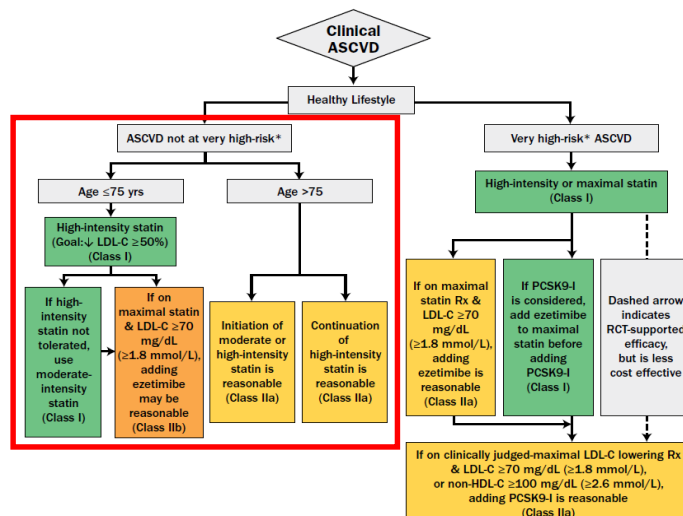 Clinical
ASCVD
Healthy Lifestyle
ASCVD not at very high-risk*
Very high-risk* ASCVD
Age ≤75 yrs
Age >75
High-intensity or maximal statin
(Class I)
High-intensity statin
(Goal:↓ LDL-C ≥50%)
(Class I)
If high-
intensity
statin not
tolerated,
use
moderate-
intensity
statin
(Class I)
If on
maximal
statin
& LDL-C ≥70
mg/dL
(≥1.8 mmol/L),
adding
ezetimibe
may be
reasonable
(Class IIb)
Initiation of
moderate or
high-intensity
statin is
reasonable
(Class IIa)
Continuation
of
high-intensity
statin is
reasonable
(Class IIa)
If on
maximal
statin Rx &
LDL-C ≥70
mg/dL
(≥1.8 mmol/L),
adding
ezetimibe is
reasonable
(Class IIa)
If PCSK9-I
is considered,
add ezetimibe
to maximal
statin before
adding
PCSK9-I
(Class I)
Dashed arrow
indicates
RCT-supported
efficacy,
but is less
cost effective
If on clinically judged-maximal LDL-C lowering Rx
& LDL-C ≥70 mg/dL (≥1.8 mmol/L),
or non-HDL-C ≥100 mg/dL (≥2.6 mmol/L),
adding PCSK9-I is reasonable
(Class IIa)